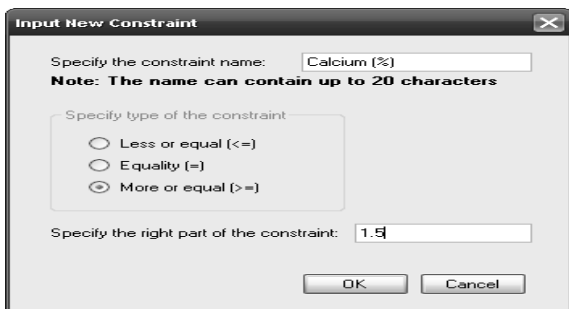 Input New Constraint
Specify the constraint name: Calcium (%)
Note: The name can contain up to 20 characters
Specify type of the constraint
Less or equal (<=)
Equality (=)
More or equal (>=)
Specify the right part of the constraint: 1.5
OK Cancel